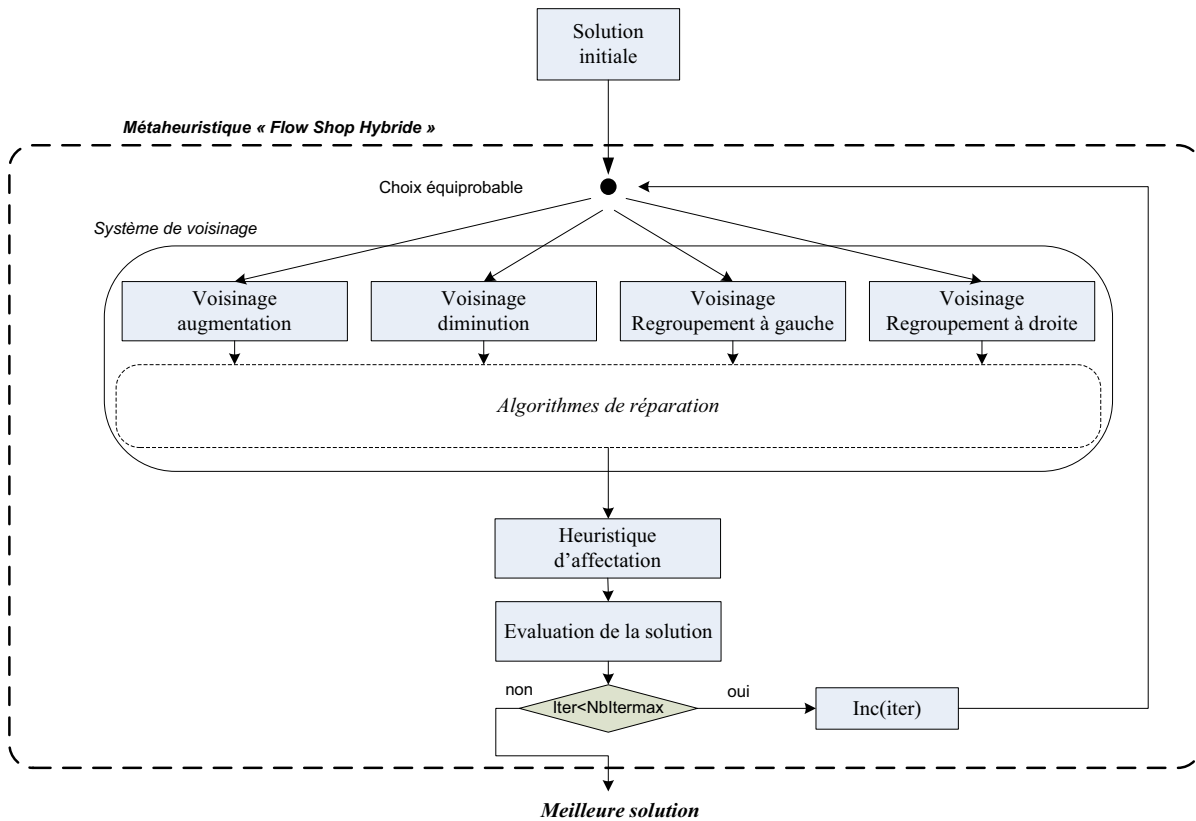 Solution
initiale
Métaheuristique « Flow Shop Hybride »
Choix équiprobable
Système de voisinage
Voisinage
augmentation
Voisinage
diminution
Voisinage
Regroupement à gauche
Voisinage
Regroupement à droite
Algorithmes de réparation
Heuristique
d’affectation
Evaluation de la solution
non
Iter<NbItermax
oui
Inc(iter)
Meilleure solution